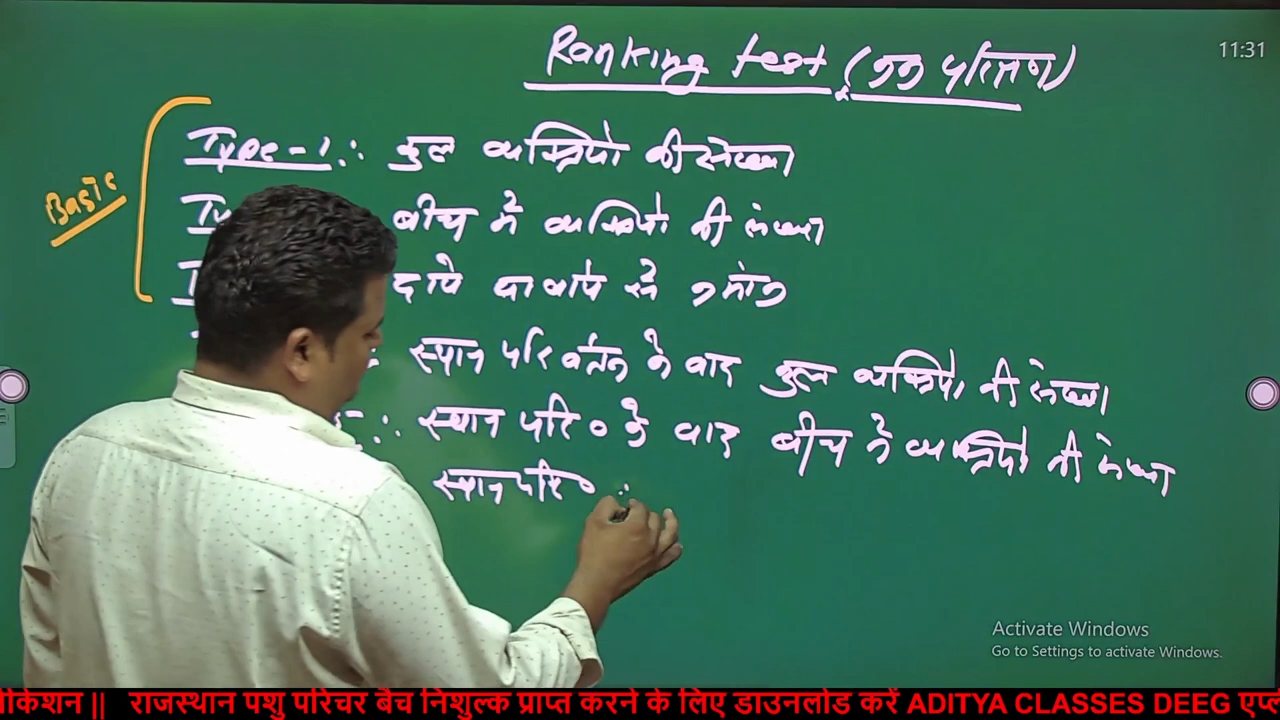 Ranking test (क्रम परीक्षण)
11:31
Type-1 :- कुल व्यक्तियों की संख्या
Ty बीच में व्यक्तियों की संख्या
Basic
दायें या बायें से क्रमांक
स्थान परिवर्तन के बाद कुल व्यक्तियों की संख्या
:- स्थान परि० के बाद बीच में व्यक्तियों की संख्या
स्थान परि०
Activate Windows
Go to Settings to activate Windows.
राजस्थान पशु परिचर बैच निशुल्क प्राप्त करने के लिए डाउनलोड करें ADITYA CLASSES DEEG